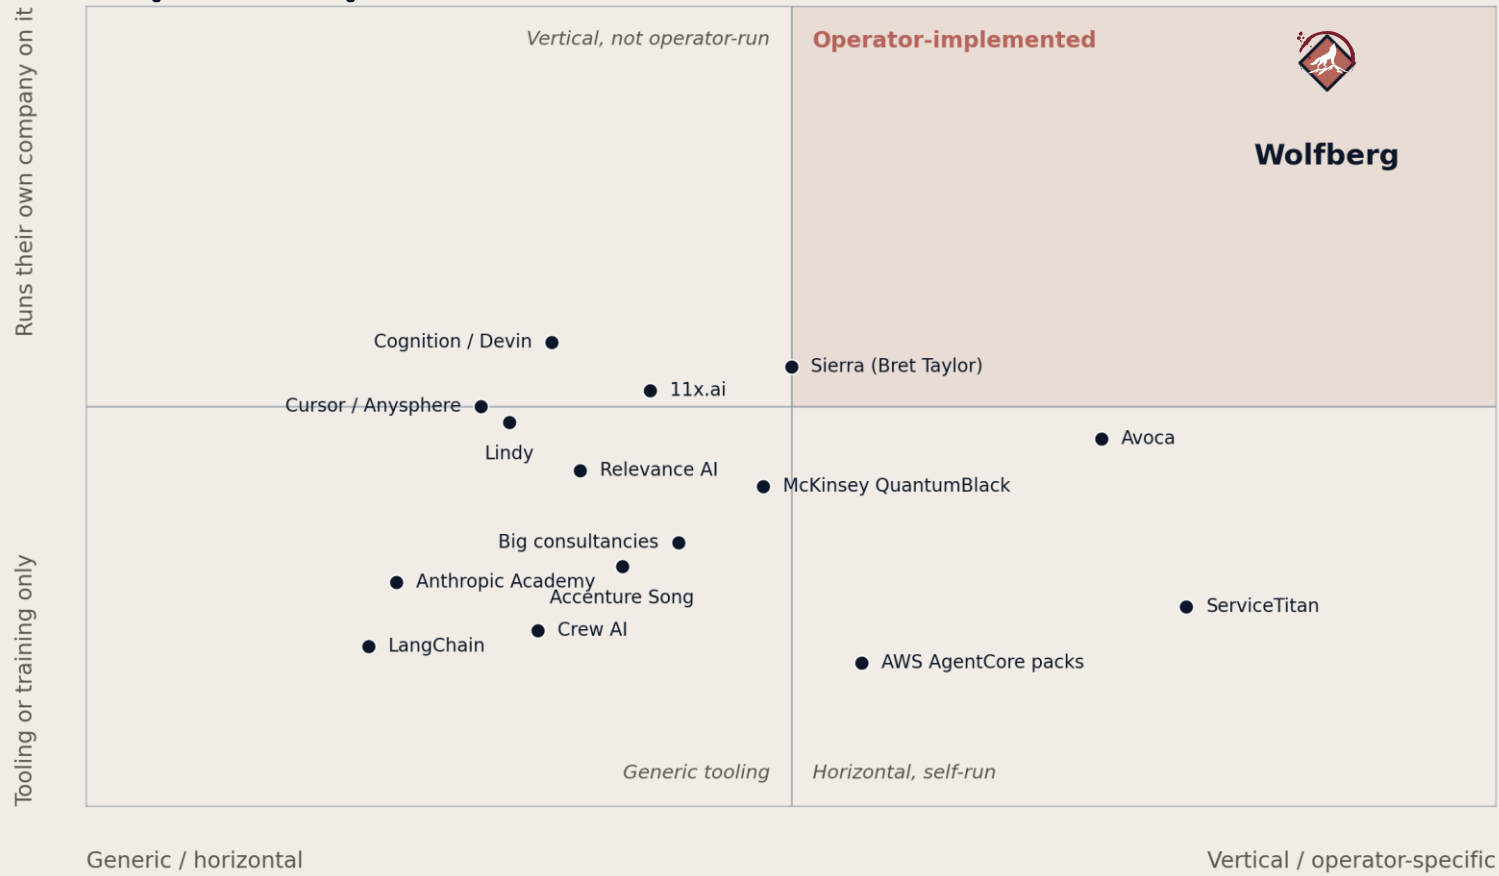 Runs their own company on it
Tooling or training only
Vertical, not operator-run
Operator-implemented
Wolfberg
Cognition / Devin
Sierra (Bret Taylor)
11x.ai
Cursor / Anysphere
Lindy
Avoca
Relevance AI
McKinsey QuantumBlack
Big consultancies
Anthropic Academy
Accenture Song
ServiceTitan
Crew AI
LangChain
AWS AgentCore packs
Generic tooling
Horizontal, self-run
Generic / horizontal
Vertical / operator-specific